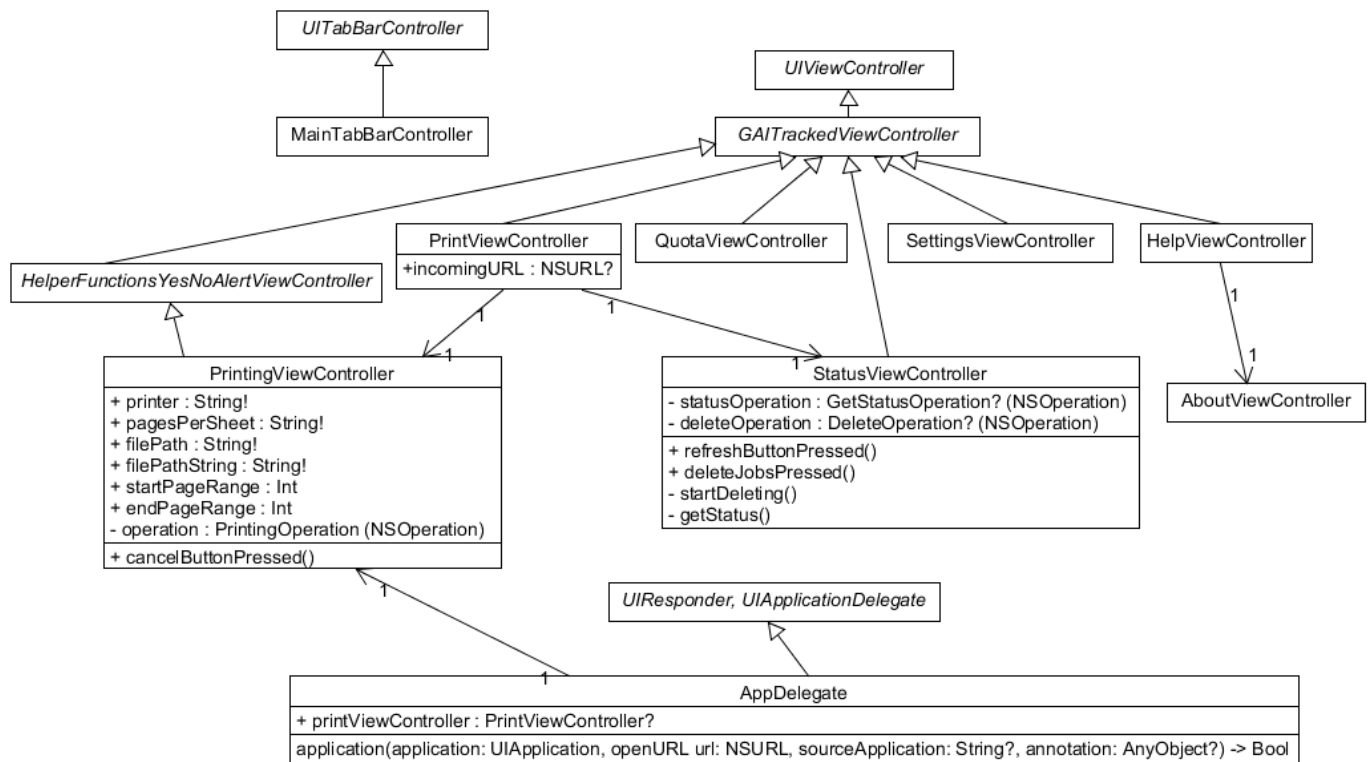 UITabBarController
MainTabBarController
UIViewController
GAITrackedViewController
PrintViewController
+incomingURL : NSURL?
QuotaViewController
SettingsViewController
HelpViewController
HelperFunctionsYesNoAlertViewController
1
1
1
1
1
1
PrintingViewController
+ printer : String!
+ pagesPerSheet : String!
+ filePath : String!
+ filePathString : String!
+ startPageRange : Int
+ endPageRange : Int
- operation : PrintingOperation (NSOperation)
+ cancelButtonPressed()
StatusViewController
- statusOperation : GetStatusOperation? (NSOperation)
- deleteOperation : DeleteOperation? (NSOperation)
+ refreshButtonPressed()
+ deleteJobsPressed()
- startDeleting()
- getStatus()
AboutViewController
1
UIResponder, UIApplicationDelegate
1
AppDelegate
+ printViewController : PrintViewController?
application(application: UIApplication, openURL url: NSURL, sourceApplication: String?, annotation: AnyObject?) -> Bool